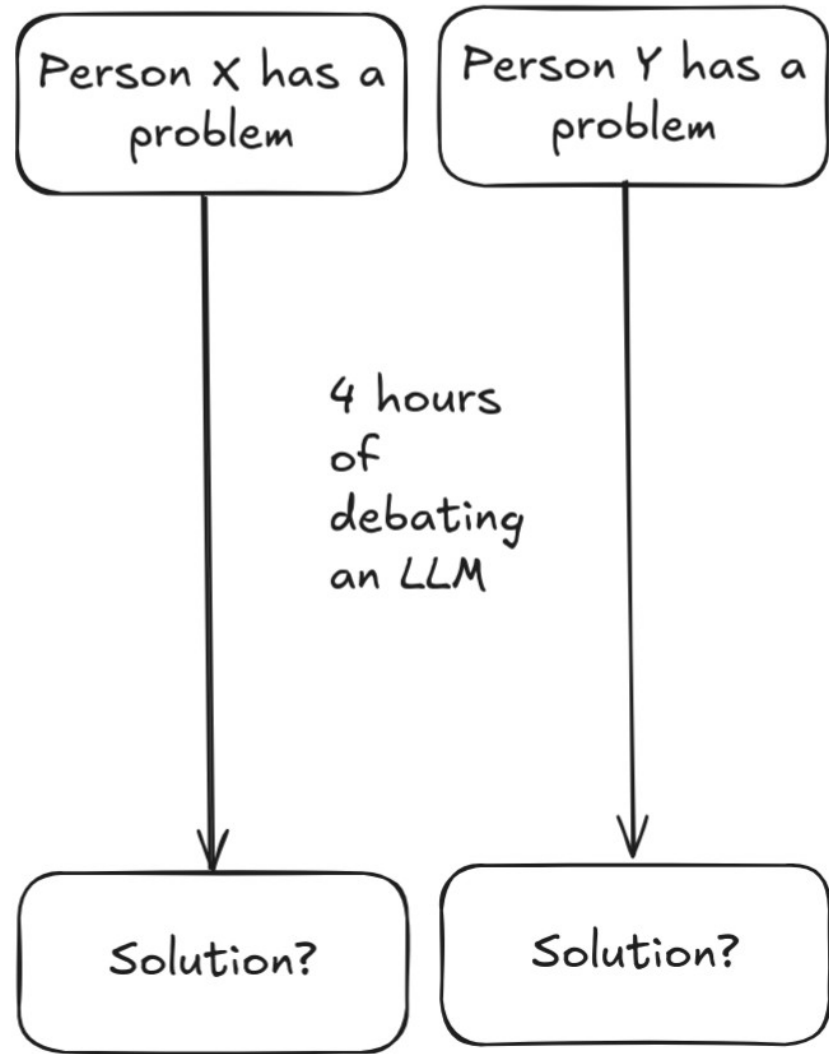 Person X has a
problem
Person Y has a
problem
4 hours
of
debating
an LLM
Solution?
Solution?